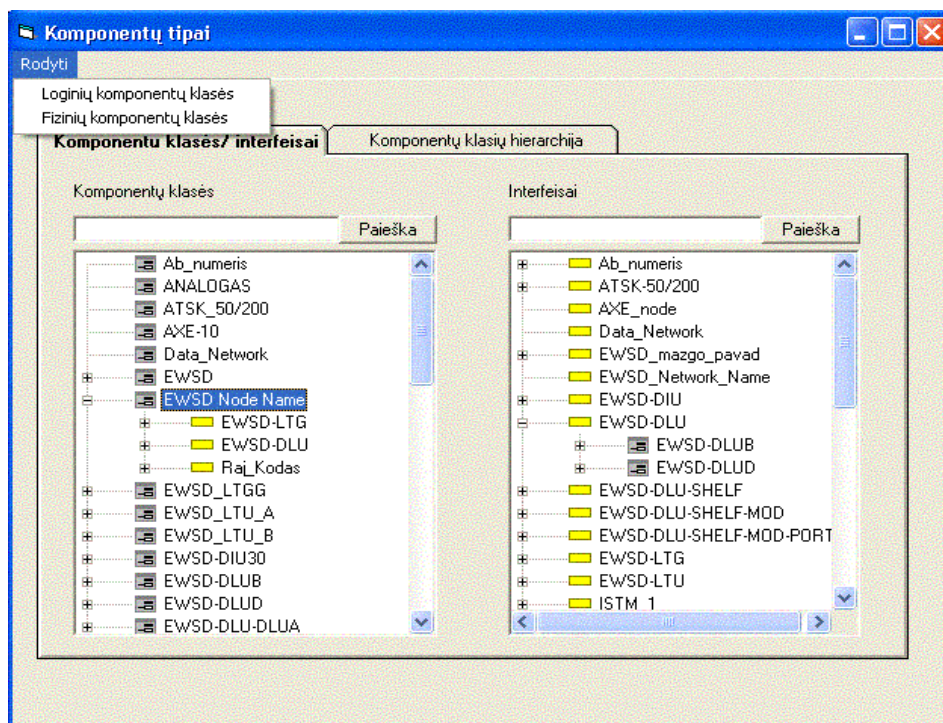 Komponentų tipai
Rodyti
Loginių komponentų klasės
Fizinių komponentų klasės
Komponentu klasės/ interfeisai
Komponentų klasių hierarchija
Komponentų klasės
Paieška
Ab_numeris
ANALOGAS
ATSK_50/200
AXE-10
Data_Network
EWSD
EWSD Node Name
EWSD-LTG
EWSD-DLU
Raj_Kodas
EWSD_LTGG
EWSD_LTU_A
EWSD_LTU_B
EWSD-DIU30
EWSD-DLUB
EWSD-DLUD
EWSD-DLU-DLUA
Interfeisai
Paieška
Ab_numeris
ATSK-50/200
AXE_node
Data_Network
EWSD_mazgo_pavad
EWSD_Network_Name
EWSD-DIU
EWSD-DLU
EWSD-DLUB
EWSD-DLUD
EWSD-DLU-SHELF
EWSD-DLU-SHELF-MOD
EWSD-DLU-SHELF-MOD-PORT
EWSD-LTG
EWSD-LTU
ISTM_1